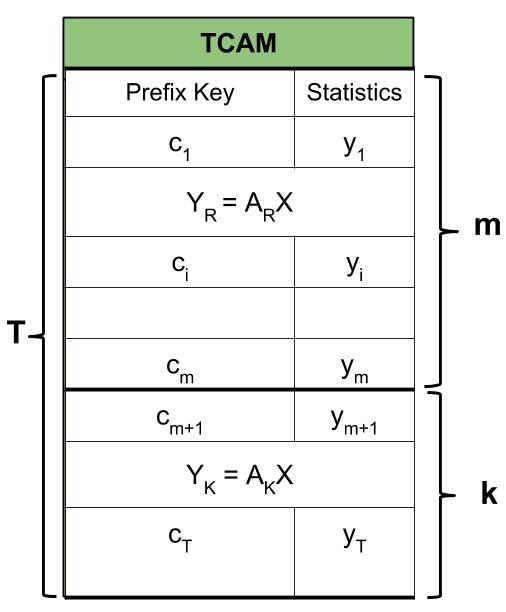 TCAM
Prefix Key Statistics
c1 y1
YR = ARX
m
ci yi
T
cm ym
cm+1 ym+1
YK = AKX
k
cT yT